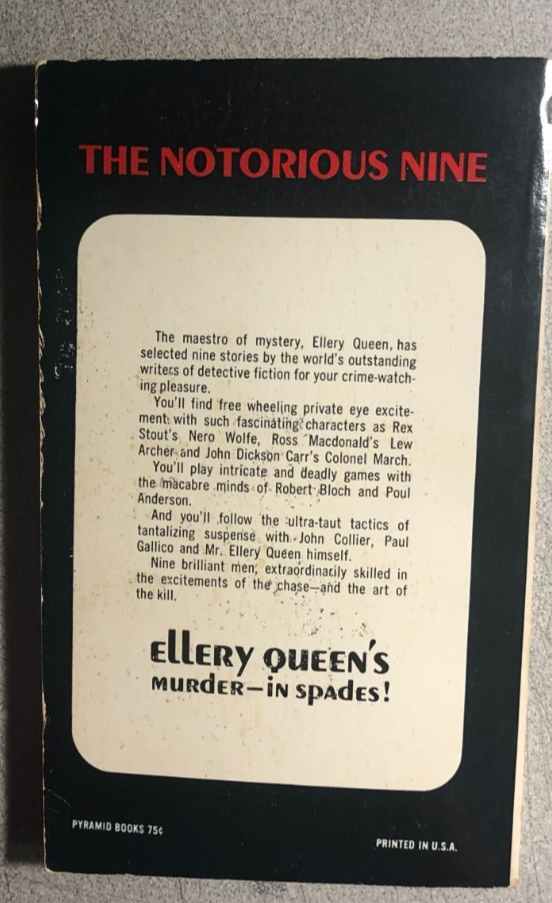 THE NOTORIOUS NINE
The maestro of mystery, Ellery Queen, has
selected nine stories by the world's outstanding
writers of detective fiction for your crime-watch-
ing pleasure.
You'll find free wheeling private eye excite-
ment with such fascinating characters as Rex
Stout's Nero Wolfe, Ross Macdonald's Lew
Archer and John Dickson Carr's Colonel March.
You'll play intricate and deadly games with
the macabre minds of Robert Bloch and Poul
Anderson.
And you'll follow the ultra-taut tactics of
tantalizing suspense with John Collier, Paul
Gallico and Mr. Ellery Queen himself.
Nine brilliant men, extraordinarily skilled in
the excitements of the chase—and the art of
the kill.
ELLERY QUEEN'S
MURDER—IN SPADES!
PYRAMID BOOKS 75¢
PRINTED IN U.S.A.